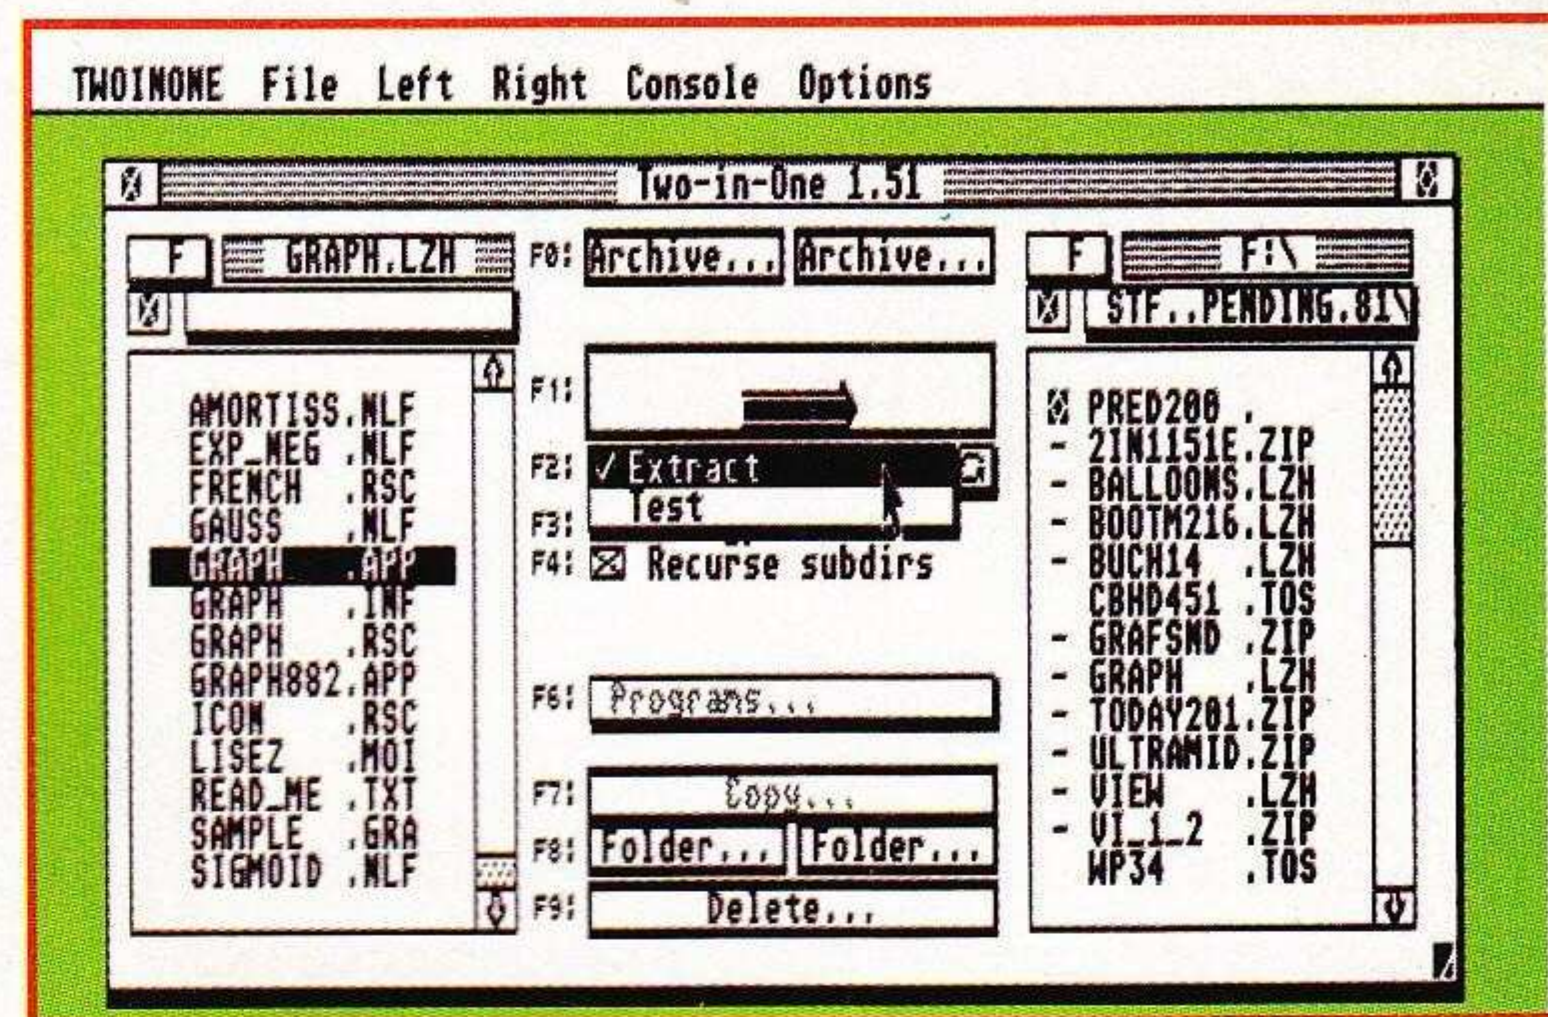 TWOINONE File Left Right Console Options
Two-in-One 1.51
F GRAPH.LZH
AMORTISS.NLF
EXP_NEG .NLF
FRENCH .RSC
GAUSS .NLF
GRAPH .APP
GRAPH .INF
GRAPH .RSC
GRAPH882.APP
ICON .RSC
LISEZ .MOI
READ_ME .TXT
SAMPLE .GRA
SIGMOID .NLF
F0: Archive... Archive...
F1:
F2: ✓ Extract
Test
F3:
F4: Recurse subdirs
F6: Programs...
F7: Copy...
F8: Folder... Folder...
F9: Delete...
F F:\
STF..PENDING.81\
PRED200 .
- 2IN1151E.ZIP
- BALLOONS.LZH
- BOOTM216.LZH
- BUCH14 .LZH
CBHD451 .TOS
- GRAFSND .ZIP
- GRAPH .LZH
- TODAY201.ZIP
- ULTRAMID.ZIP
- VIEW .LZH
- VI_1_2 .ZIP
WP34 .TOS